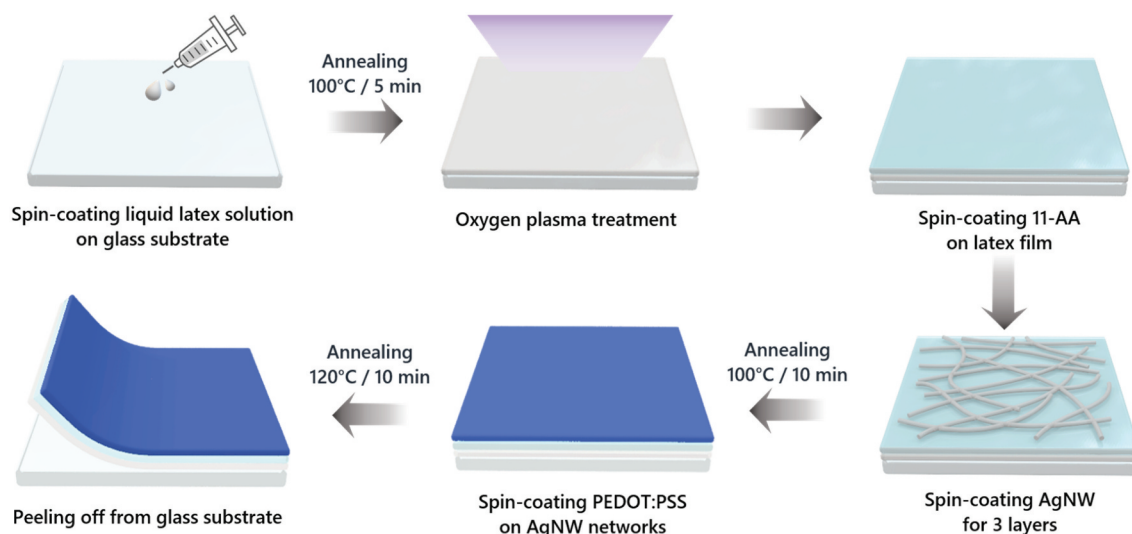 Annealing
100°C / 5 min
Spin-coating liquid latex solution
on glass substrate
Oxygen plasma treatment
Spin-coating 11-AA
on latex film
Annealing
100°C / 10 min
Spin-coating AgNW
for 3 layers
Annealing
120°C / 10 min
Spin-coating PEDOT:PSS
on AgNW networks
Peeling off from glass substrate